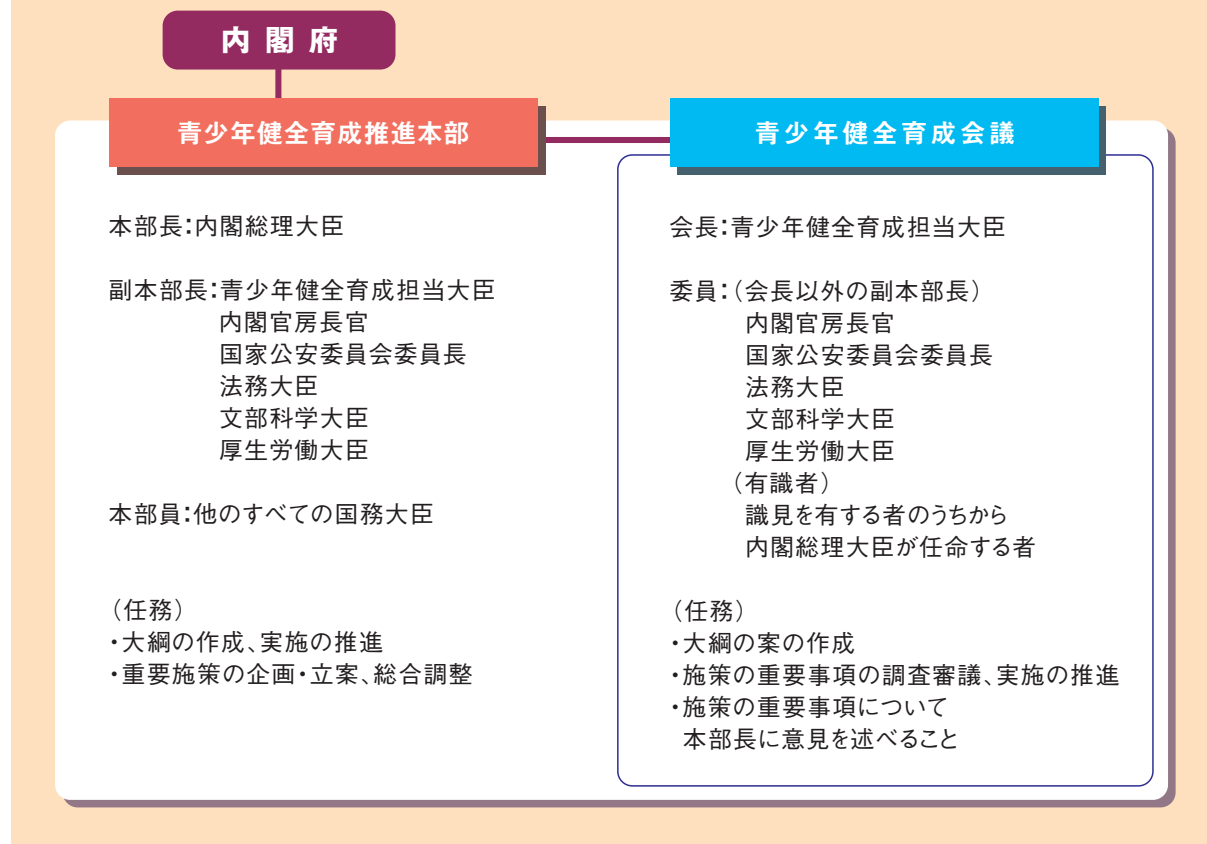 内閣府
青少年健全育成推進本部
本部長:内閣総理大臣
副本部長:青少年健全育成担当大臣
内閣官房長官
国家公安委員会委員長
法務大臣
文部科学大臣
厚生労働大臣
本部員:他のすべての国務大臣
(任務)
・大綱の作成、実施の推進
・重要施策の企画・立案、総合調整
青少年健全育成会議
会長:青少年健全育成担当大臣
委員:(会長以外の副本部長)
内閣官房長官
国家公安委員会委員長
法務大臣
文部科学大臣
厚生労働大臣
(有識者)
識見を有する者のうちから
内閣総理大臣が任命する者
(任務)
・大綱の案の作成
・施策の重要事項の調査審議、実施の推進
・施策の重要事項について
本部長に意見を述べること